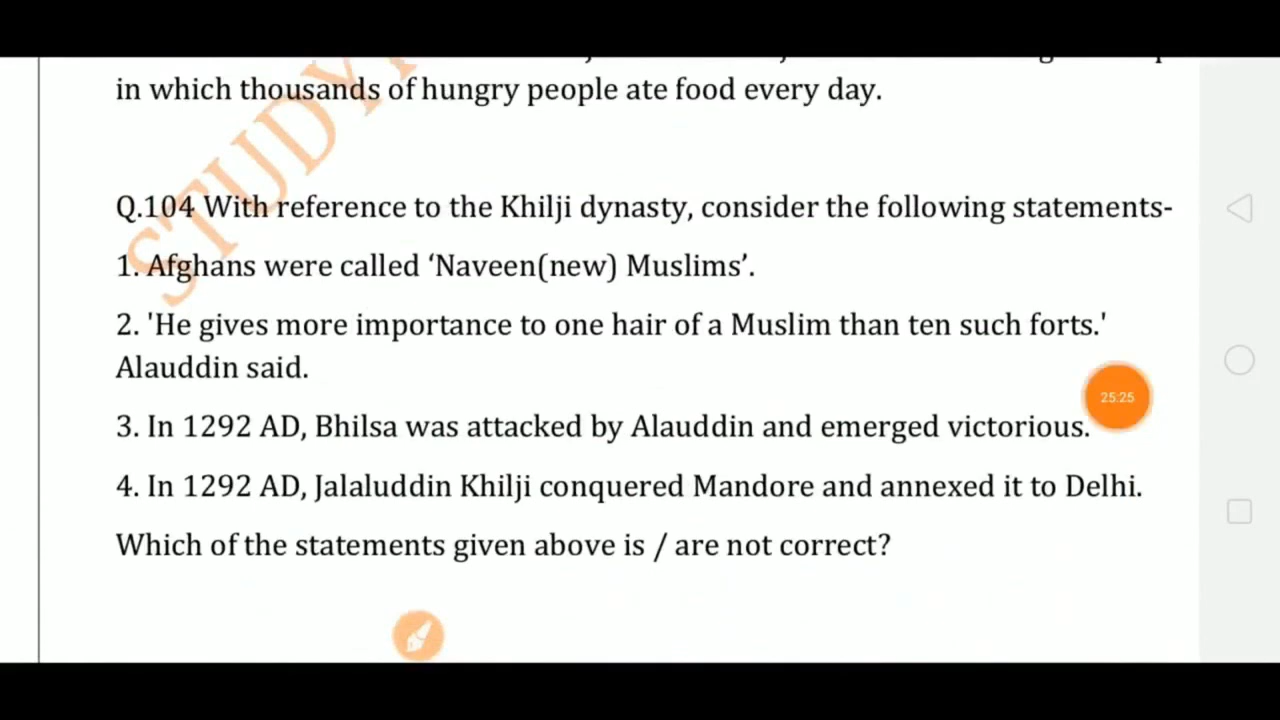 in which thousands of hungry people ate food every day.
Q.104 With reference to the Khilji dynasty, consider the following statements-
1. Afghans were called ‘Naveen(new) Muslims’.
2. 'He gives more importance to one hair of a Muslim than ten such forts.'
Alauddin said.
25:25
3. In 1292 AD, Bhilsa was attacked by Alauddin and emerged victorious.
4. In 1292 AD, Jalaluddin Khilji conquered Mandore and annexed it to Delhi.
Which of the statements given above is / are not correct?